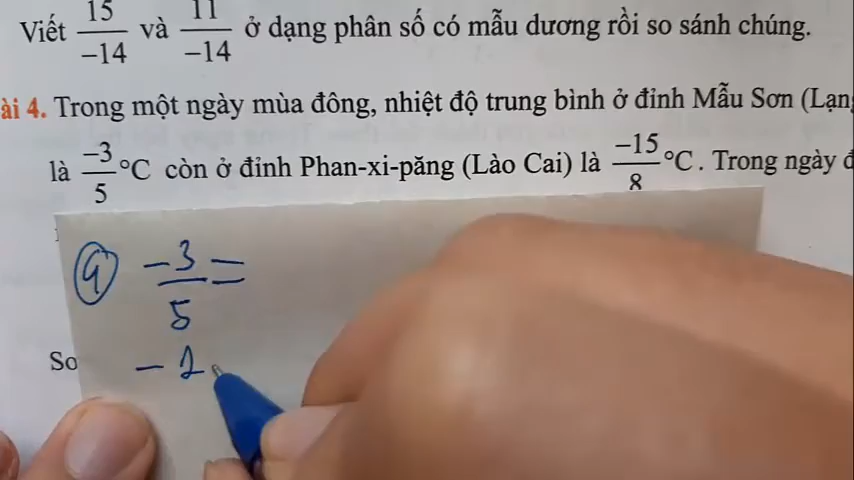 Viết 15/-14 và 11/-14 ở dạng phân số có mẫu dương rồi so sánh chúng.
ài 4. Trong một ngày mùa đông, nhiệt độ trung bình ở đỉnh Mẫu Sơn (Lạng
là -3/5 °C còn ở đỉnh Phan-xi-păng (Lào Cai) là -15/8 °C. Trong ngày đ
④ -3/5 =
So
- 1